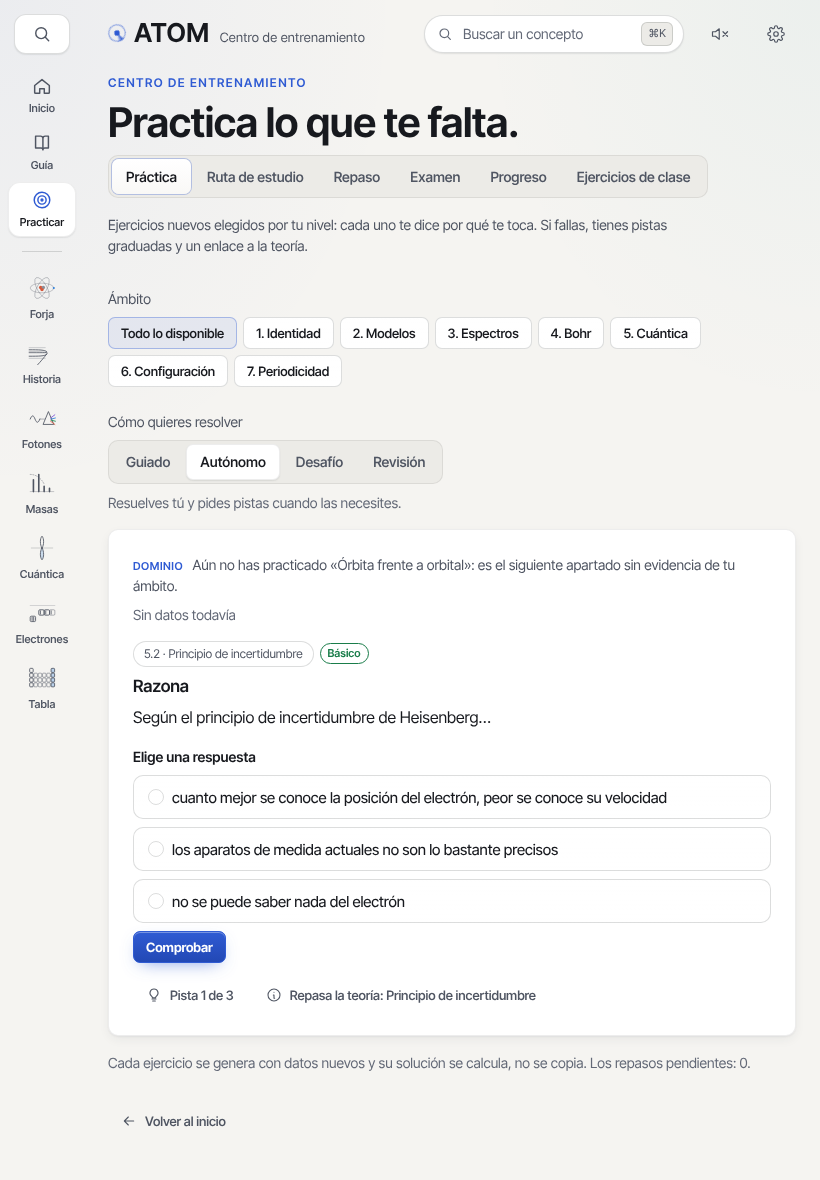 ATOM Centro de entrenamiento
Buscar un concepto ⌘K
Inicio
Guía
Practicar
Forja
Historia
Fotones
Masas
Cuántica
Electrones
Tabla
CENTRO DE ENTRENAMIENTO
Practica lo que te falta.
Práctica Ruta de estudio Repaso Examen Progreso Ejercicios de clase
Ejercicios nuevos elegidos por tu nivel: cada uno te dice por qué te toca. Si fallas, tienes pistas
graduadas y un enlace a la teoría.
Ámbito
Todo lo disponible 1. Identidad 2. Modelos 3. Espectros 4. Bohr 5. Cuántica
6. Configuración 7. Periodicidad
Cómo quieres resolver
Guiado Autónomo Desafío Revisión
Resuelves tú y pides pistas cuando las necesites.
DOMINIO Aún no has practicado «Órbita frente a orbital»: es el siguiente apartado sin evidencia de tu
ámbito.
Sin datos todavía
5.2 · Principio de incertidumbre Básico
Razona
Según el principio de incertidumbre de Heisenberg…
Elige una respuesta
cuanto mejor se conoce la posición del electrón, peor se conoce su velocidad
los aparatos de medida actuales no son lo bastante precisos
no se puede saber nada del electrón
Comprobar
Pista 1 de 3 Repasa la teoría: Principio de incertidumbre
Cada ejercicio se genera con datos nuevos y su solución se calcula, no se copia. Los repasos pendientes: 0.
Volver al inicio